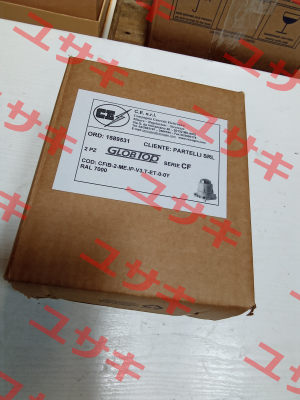 C.E. s.r.l.
ORD: 1589531 CLIENTE: PARTELLI SRL
2 PZ GLOBTOD SERIE CF
COD: CFIB-2-ME.IP-V3.T-ET-0-0Y
RAL 7000
ユサキ
ユサキ
ユサキ
ユサキ
ユサキ
ユサキ